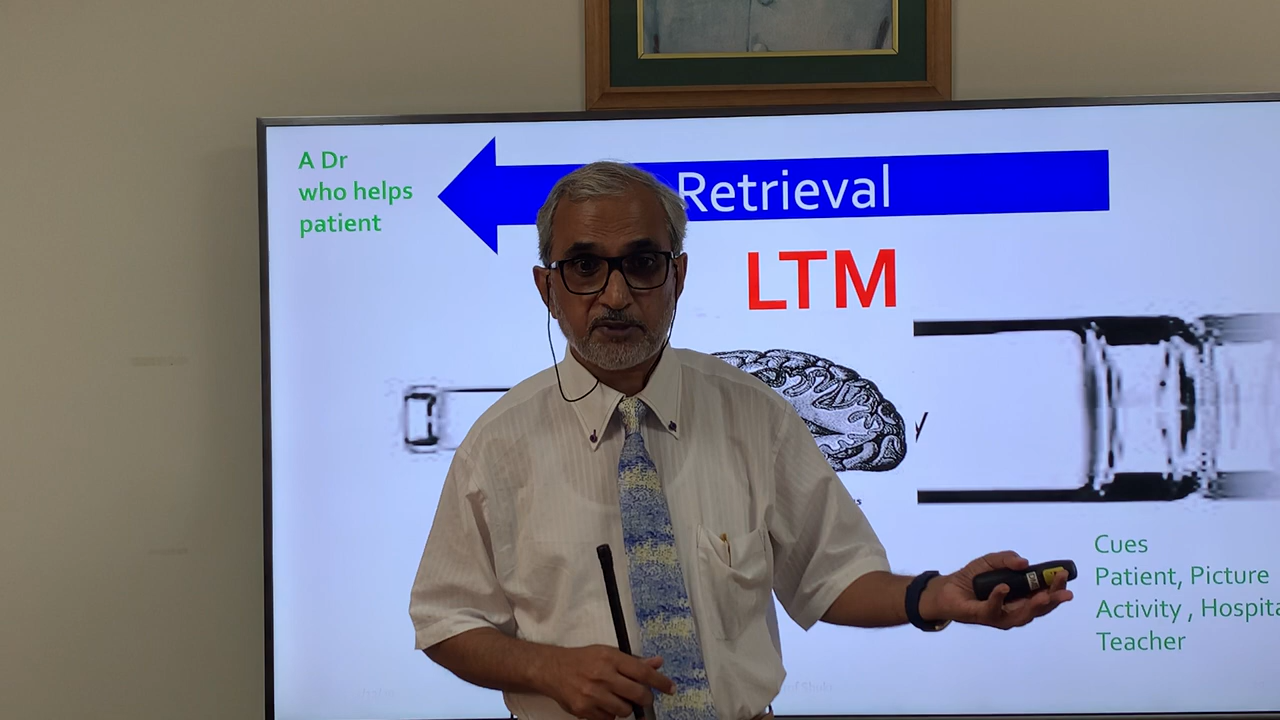 A Dr
who helps
patient
Retrieval
LTM
Cues
Patient, Picture
Activity , Hospita
Teacher